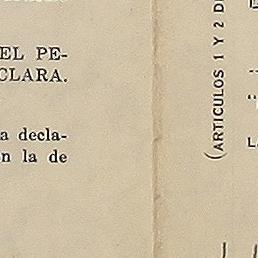 EL PE-
CLARA.
a decla-
n la de
(ARTICULOS 1 Y 2 D